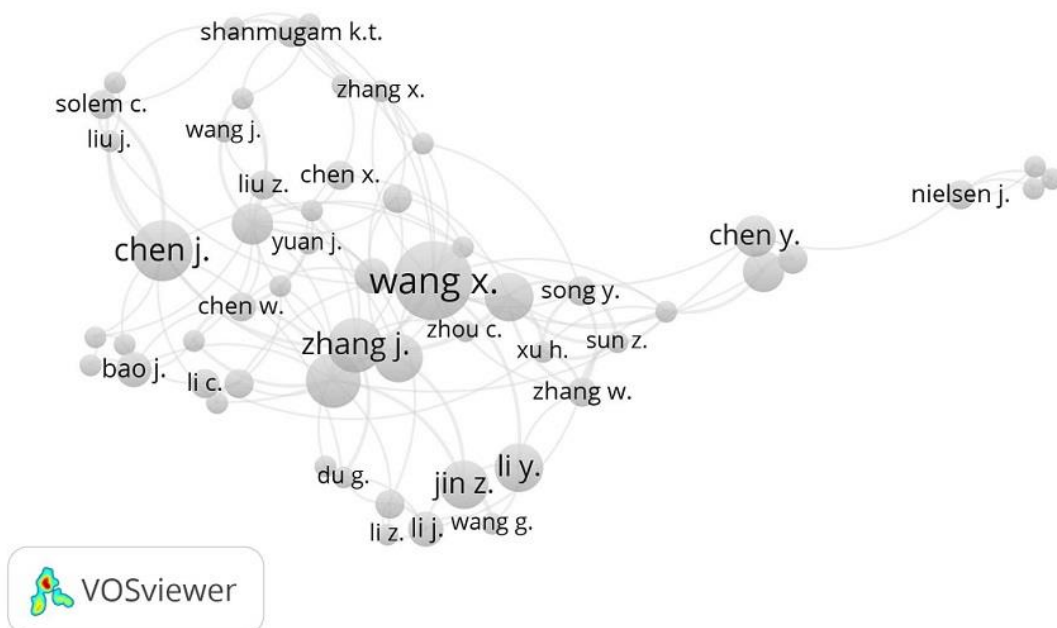 shanmugam k.t.
zhang x.
solem c.
liu j.
wang j.
chen x.
liu z.
nielsen j.
yuan j.
chen j.
chen y.
wang x.
song y.
chen w.
zhou c.
zhang j.
xu h.
sun z.
bao j.
li c.
zhang w.
du g.
jin z.
li y.
li z.
li j.
wang g.
VOSviewer